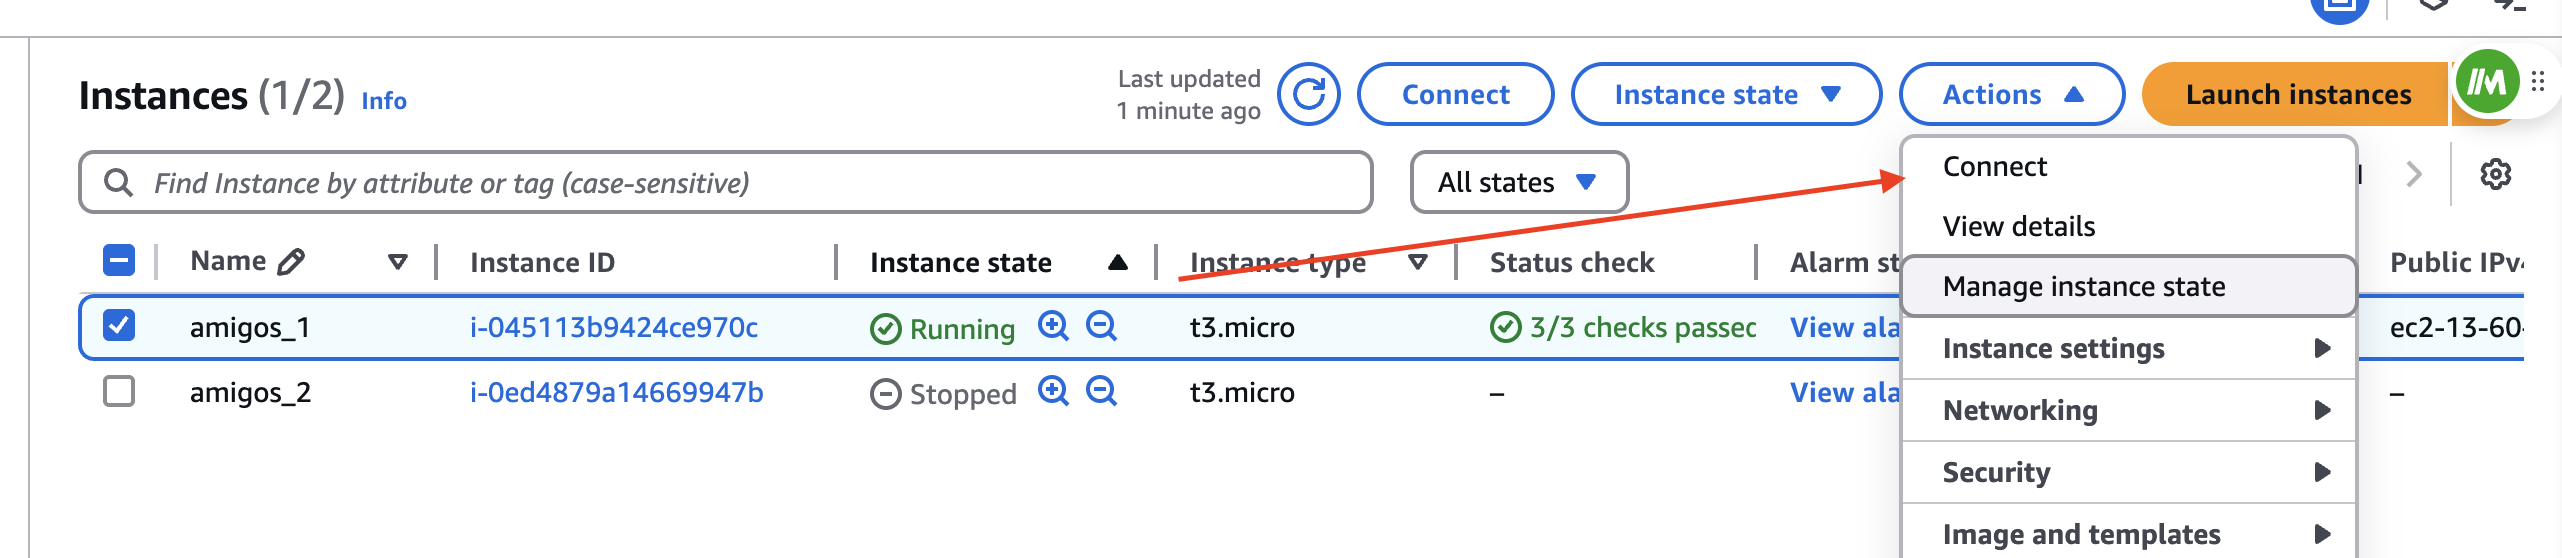 Instances (1/2) Info
Last updated
1 minute ago
Connect
Instance state
Actions
Launch instances
Find Instance by attribute or tag (case-sensitive)
All states
Name
Instance ID
Instance state
Instance type
Status check
Alarm st
Public IPv4
amigos_1
i-045113b9424ce970c
Running
t3.micro
3/3 checks passec
View ala
ec2-13-60-
amigos_2
i-0ed4879a14669947b
Stopped
t3.micro
–
View ala
–
Connect
View details
Manage instance state
Instance settings
Networking
Security
Image and templates